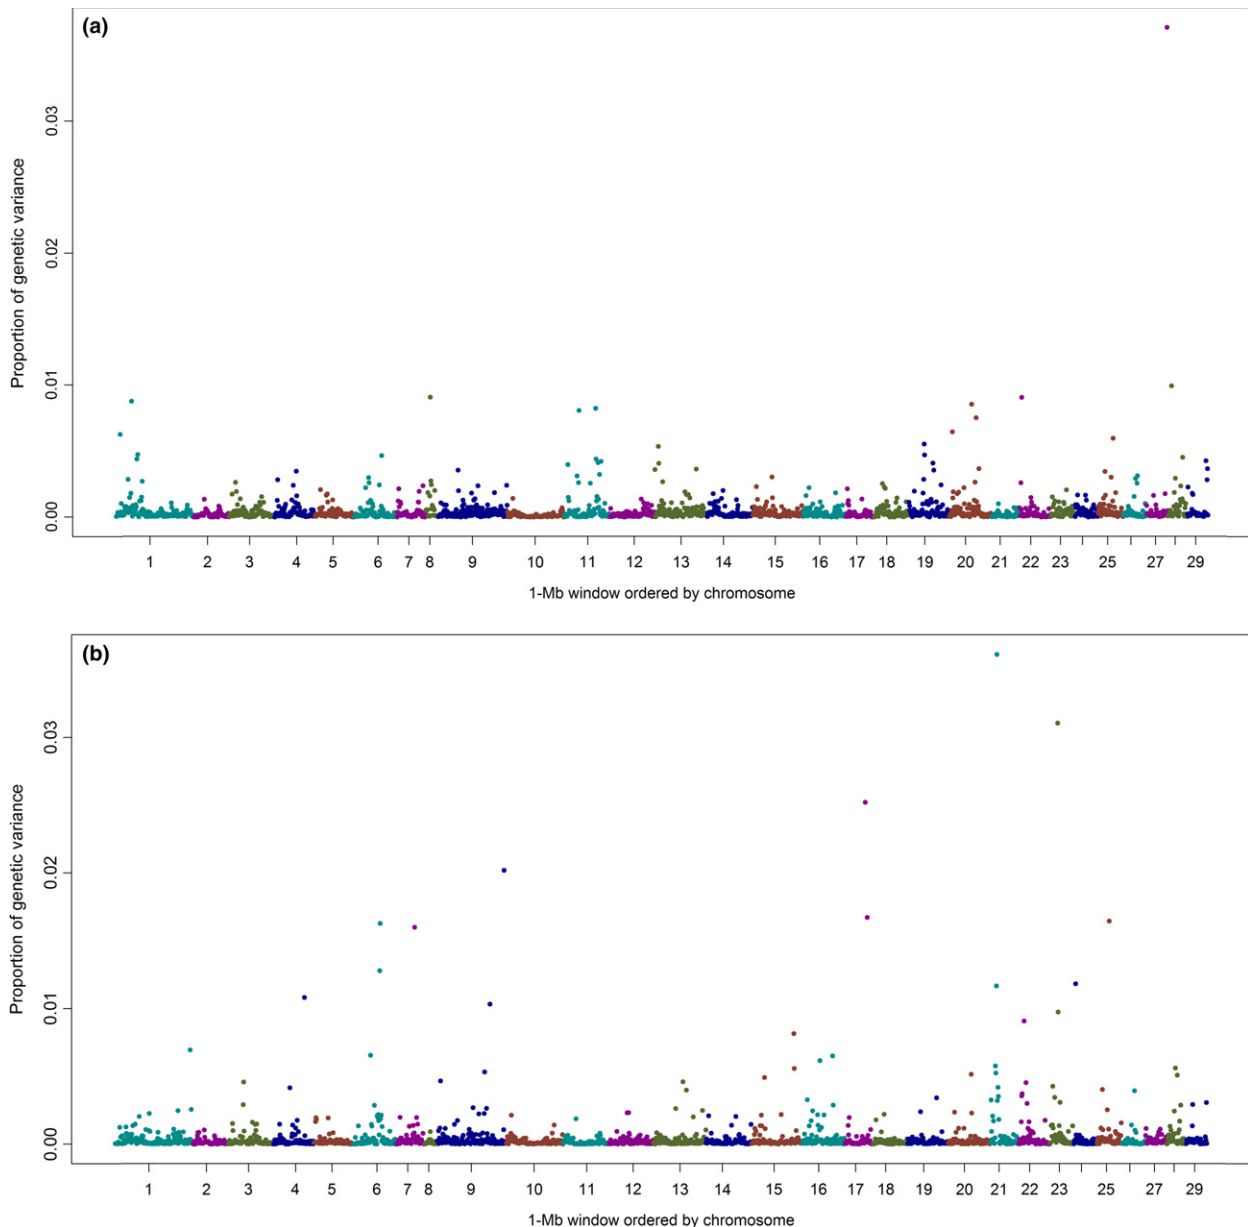 (a)
Proportion of genetic variance
0.03
0.02
0.01
0.00
1 2 3 4 5 6 7 8 9 10 11 12 13 14 15 16 17 18 19 20 21 22 23 25 27 29
1-Mb window ordered by chromosome
(b)
Proportion of genetic variance
0.03
0.02
0.01
0.00
1 2 3 4 5 6 7 8 9 10 11 12 13 14 15 16 17 18 19 20 21 22 23 25 27 29
1-Mb window ordered by chromosome